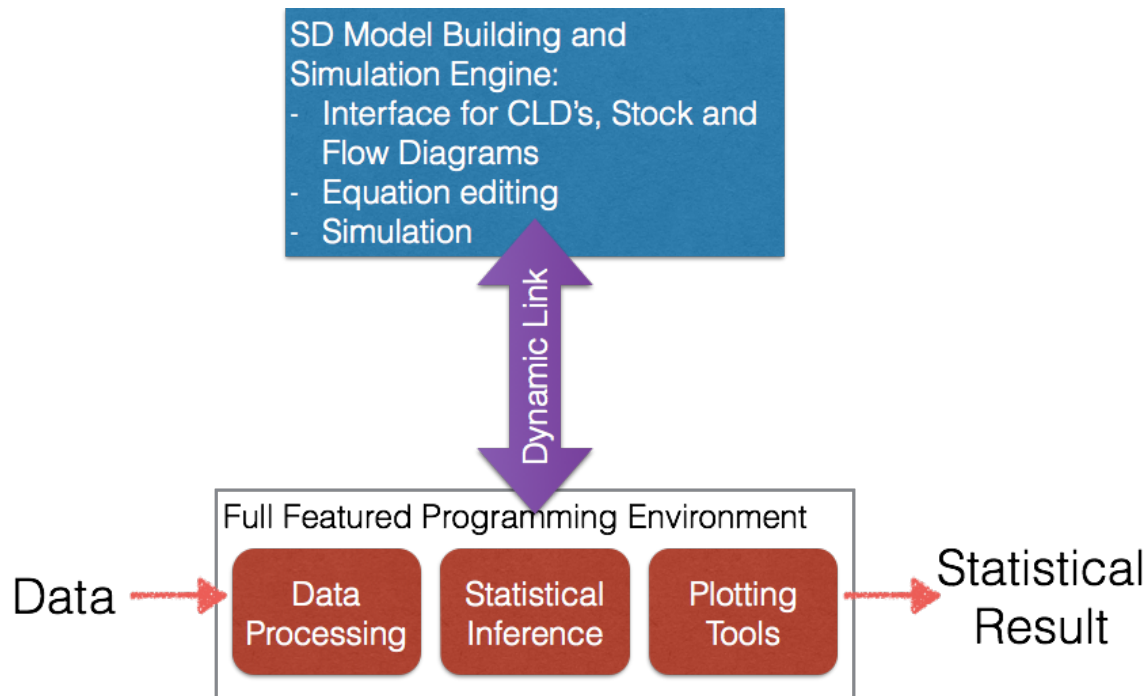 SD Model Building and
Simulation Engine:
- Interface for CLD's, Stock and
Flow Diagrams
- Equation editing
- Simulation
Dynamic Link
Full Featured Programming Environment
Data
Data
Processing
Statistical
Inference
Plotting
Tools
Statistical
Result